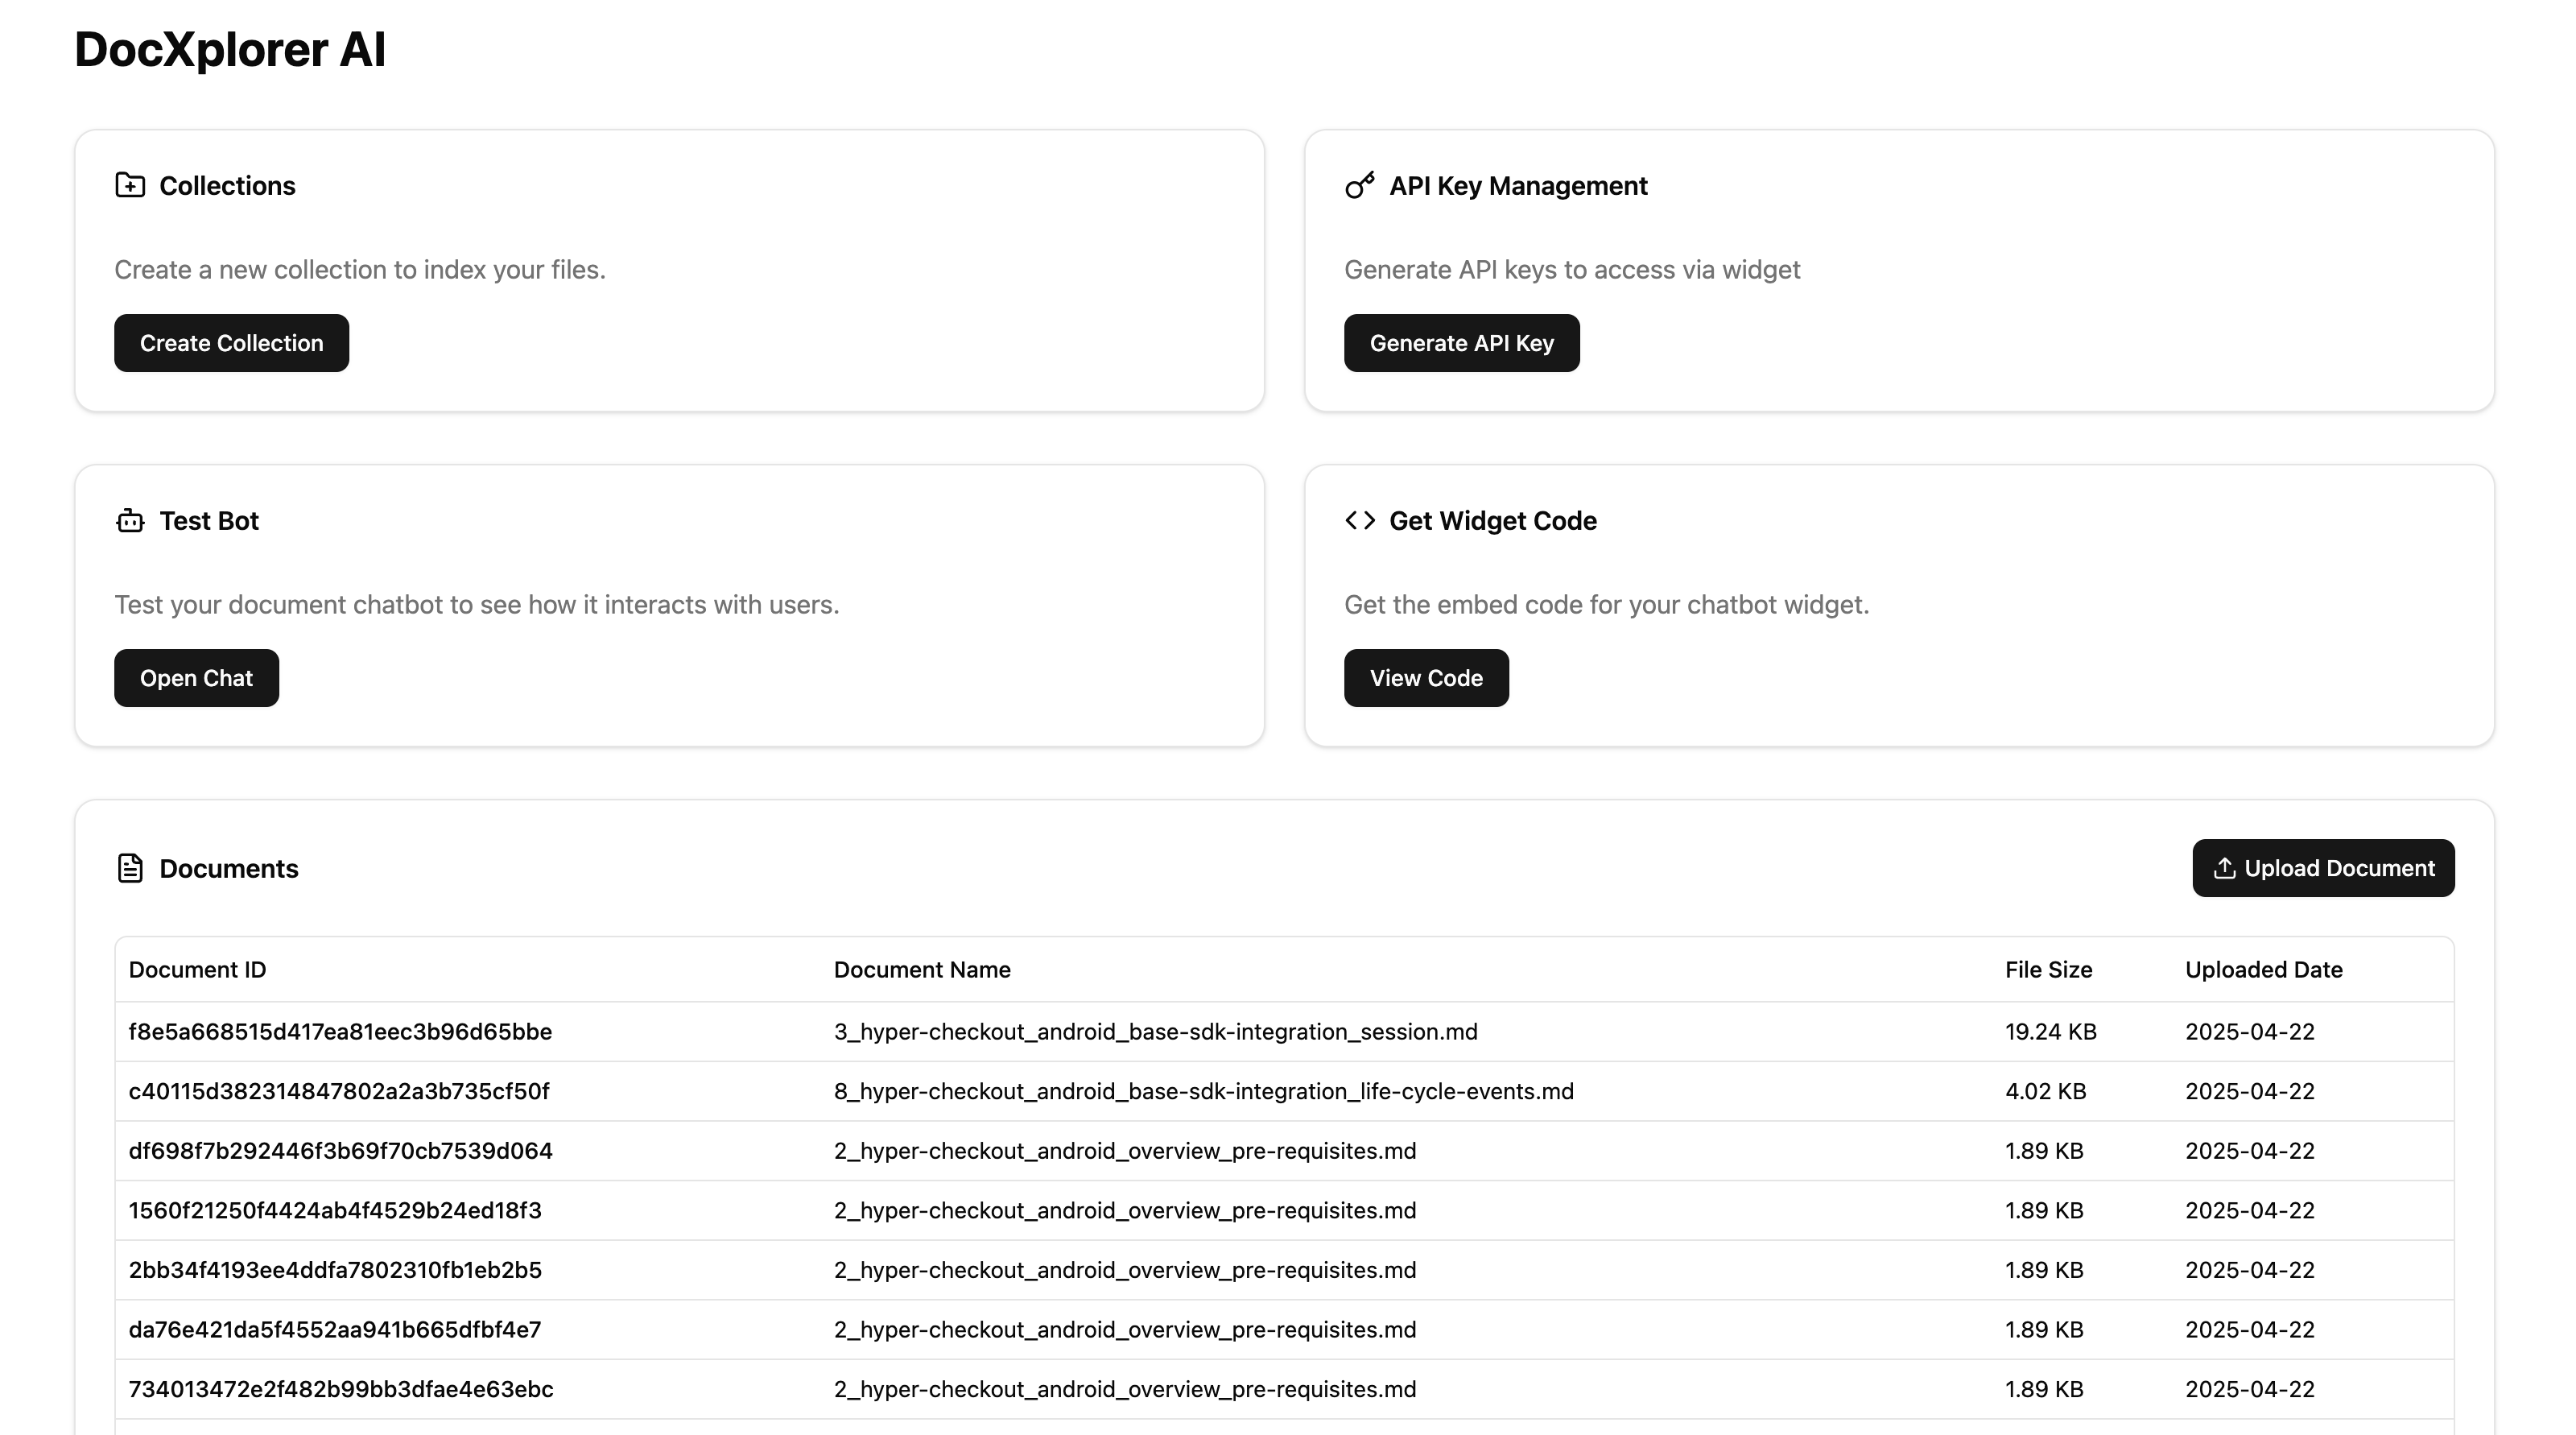 DocXplorer AI
Collections
Create a new collection to index your files.
Create Collection
API Key Management
Generate API keys to access via widget
Generate API Key
Test Bot
Test your document chatbot to see how it interacts with users.
Open Chat
Get Widget Code
Get the embed code for your chatbot widget.
View Code
Documents
Upload Document
Document ID Document Name File Size Uploaded Date
f8e5a668515d417ea81eec3b96d65bbe 3_hyper-checkout_android_base-sdk-integration_session.md 19.24 KB 2025-04-22
c40115d382314847802a2a3b735cf50f 8_hyper-checkout_android_base-sdk-integration_life-cycle-events.md 4.02 KB 2025-04-22
df698f7b292446f3b69f70cb7539d064 2_hyper-checkout_android_overview_pre-requisites.md 1.89 KB 2025-04-22
1560f21250f4424ab4f4529b24ed18f3 2_hyper-checkout_android_overview_pre-requisites.md 1.89 KB 2025-04-22
2bb34f4193ee4ddfa7802310fb1eb2b5 2_hyper-checkout_android_overview_pre-requisites.md 1.89 KB 2025-04-22
da76e421da5f4552aa941b665dfbf4e7 2_hyper-checkout_android_overview_pre-requisites.md 1.89 KB 2025-04-22
734013472e2f482b99bb3dfae4e63ebc 2_hyper-checkout_android_overview_pre-requisites.md 1.89 KB 2025-04-22